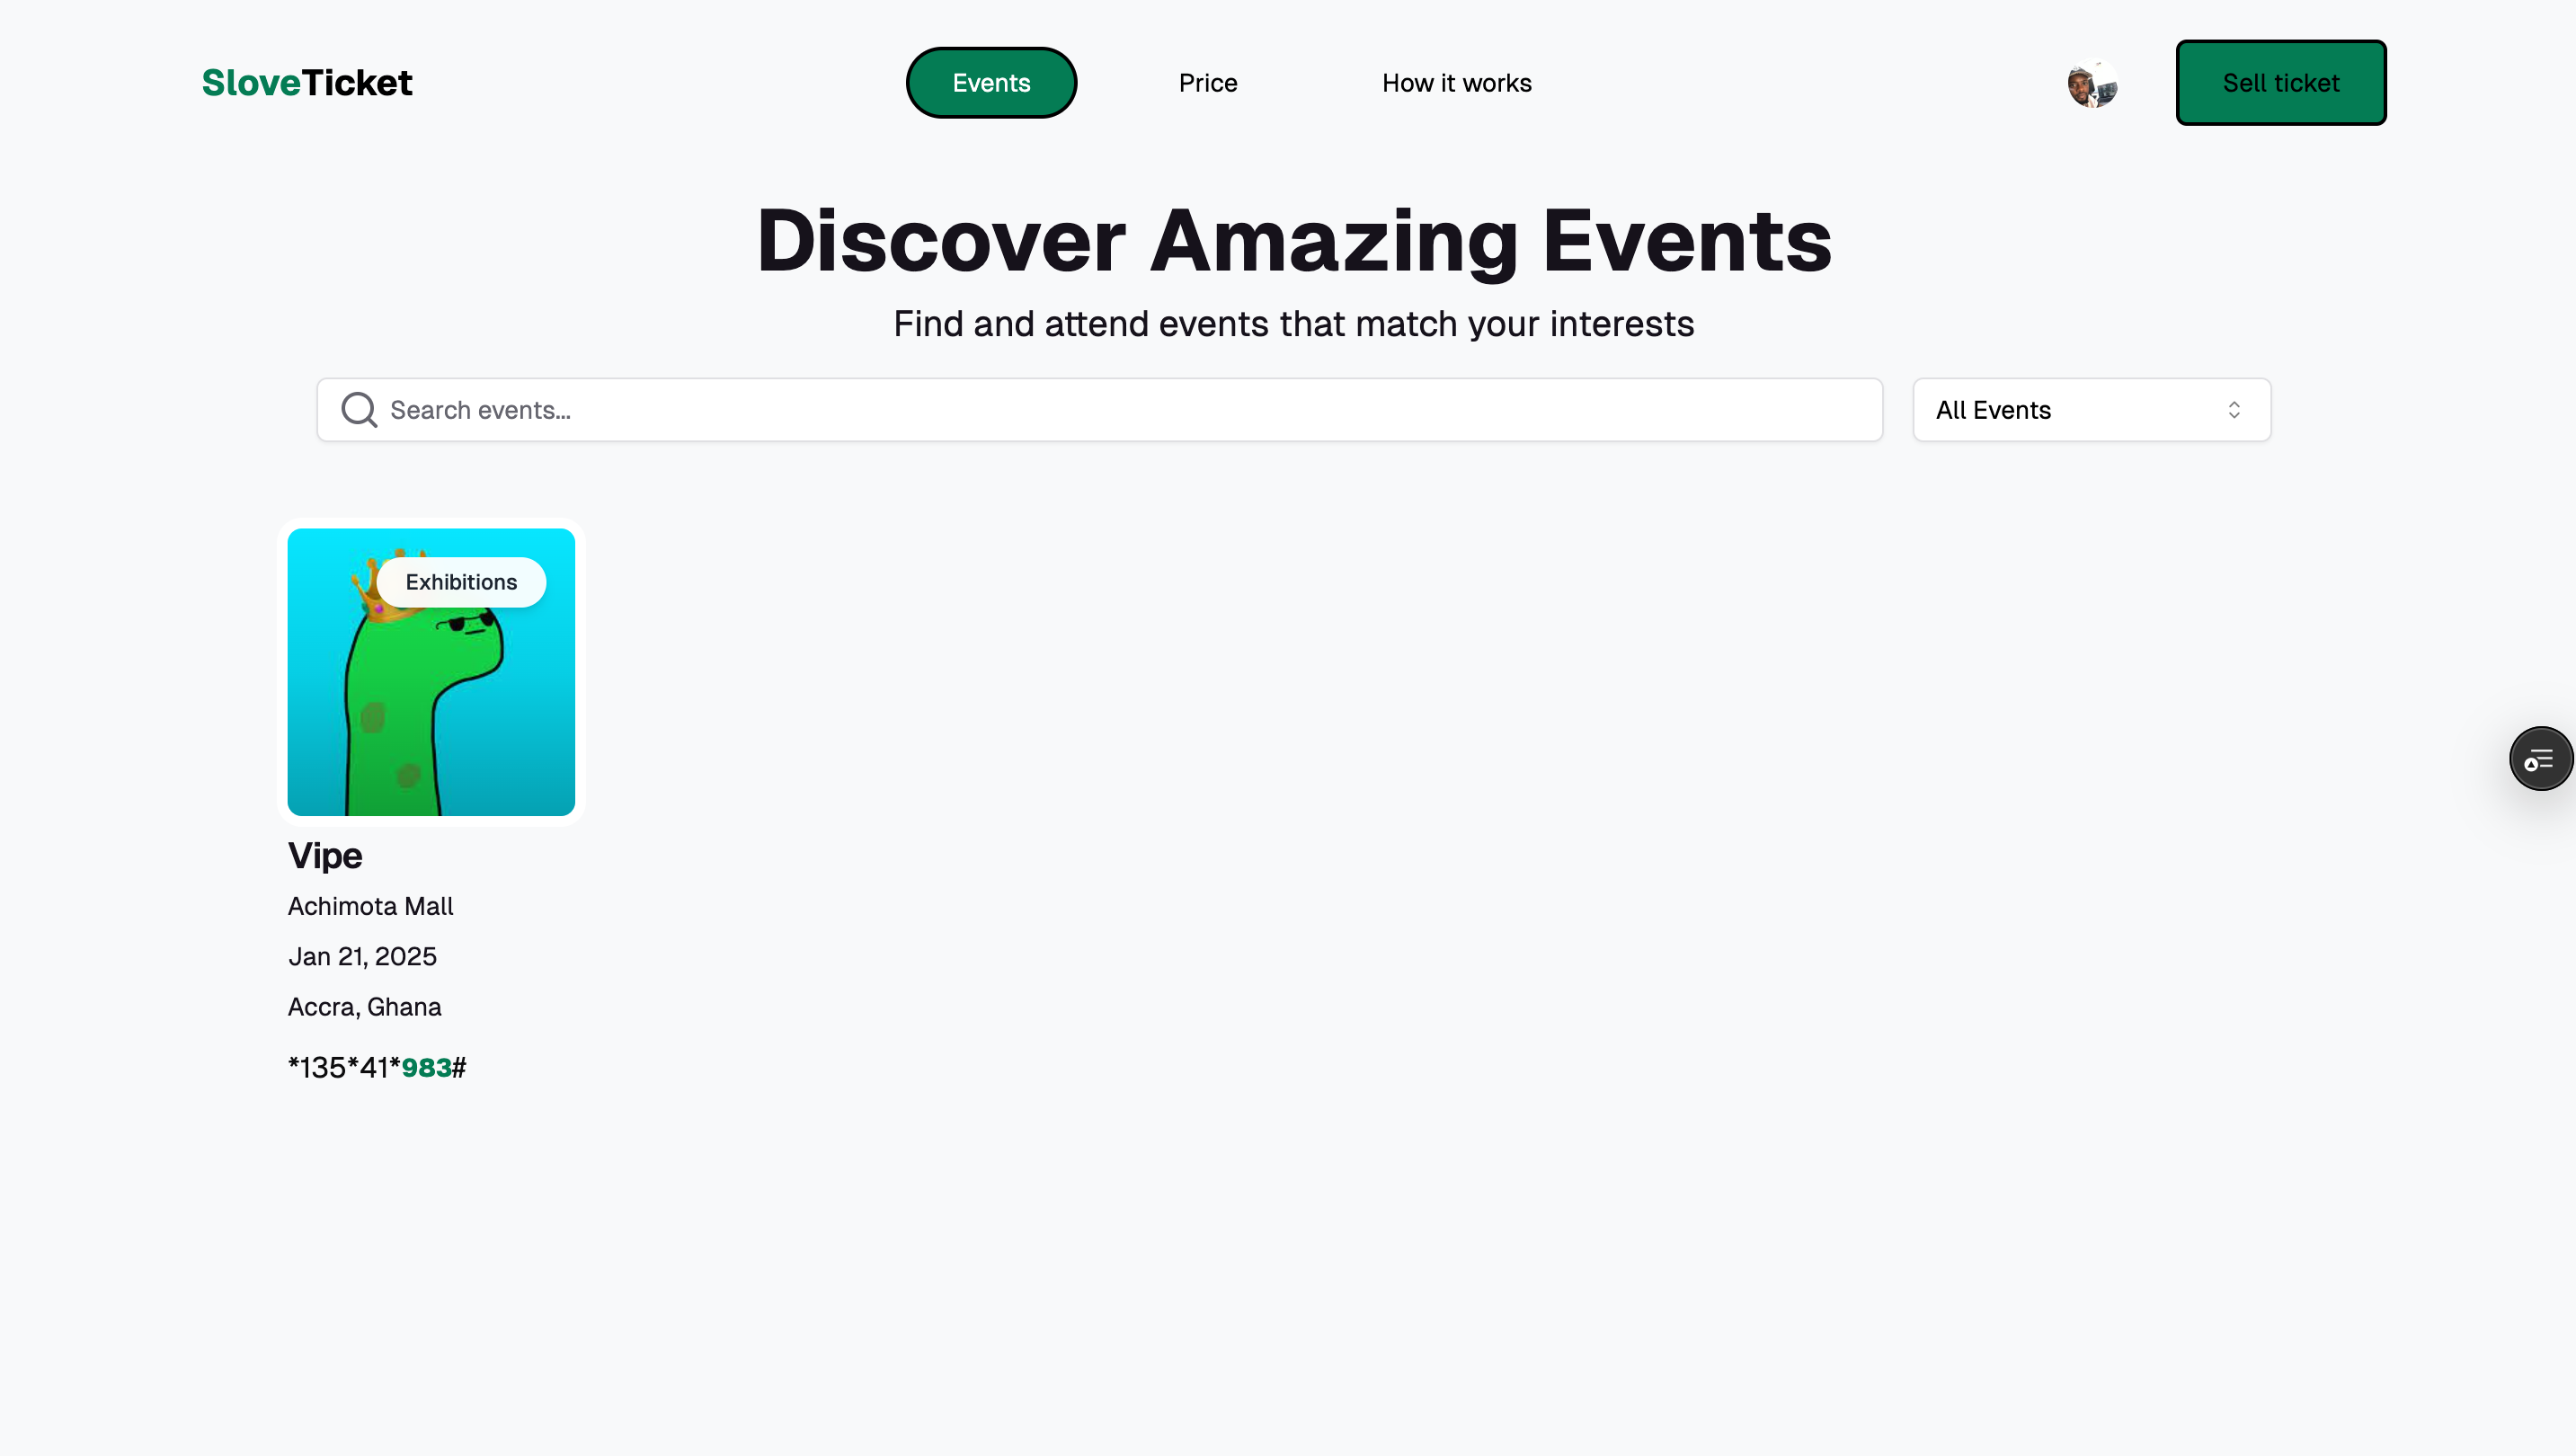 SloveTicket
Events
Price
How it works
Sell ticket
Discover Amazing Events
Find and attend events that match your interests
Search events...
All Events
Exhibitions
Vipe
Achimota Mall
Jan 21, 2025
Accra, Ghana
*135*41*983#